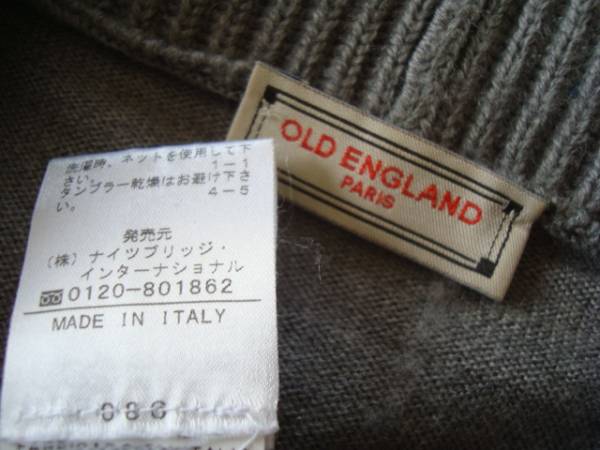 洗濯時、ネットを使用して下
さい。 1-1
タンブラー乾燥はお避け下さ
い。 4-5
発売元
(株)ナイツブリッジ・
インターナショナル
0120-801862
MADE IN ITALY
OLD ENGLAND
PARIS